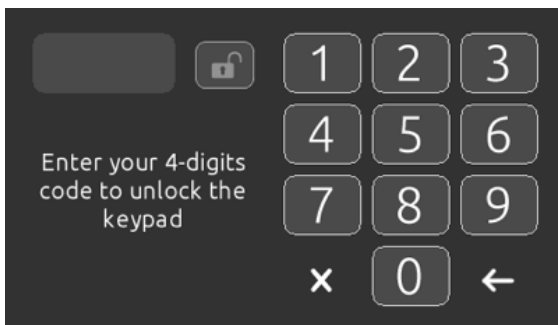 1 2 3
4 5 6
Enter your 4-digits
code to unlock the
keypad
7 8 9
0